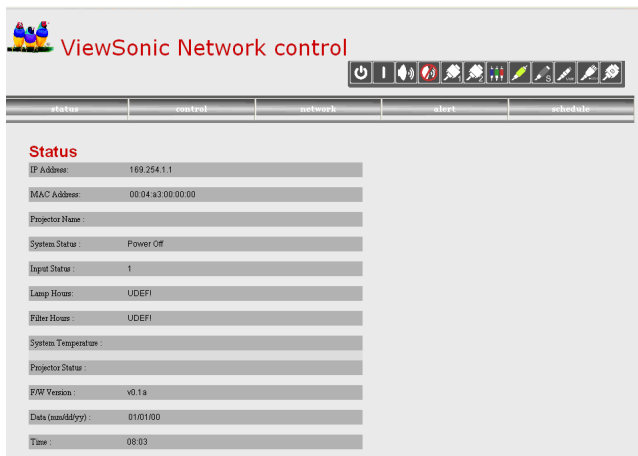 ViewSonic Network control
1 2 S
status control network alert schedule
Status
IP Address: 169.254.1.1
MAC Address: 00:04:a3:00:00:00
Projector Name :
System Status : Power Off
Input Status : 1
Lamp Hours: UDEF!
Filter Hours : UDEF!
System Temperature :
Projector Status :
F/W Version : v0.1a
Data (mm/dd/yy) : 01/01/00
Time : 08:03